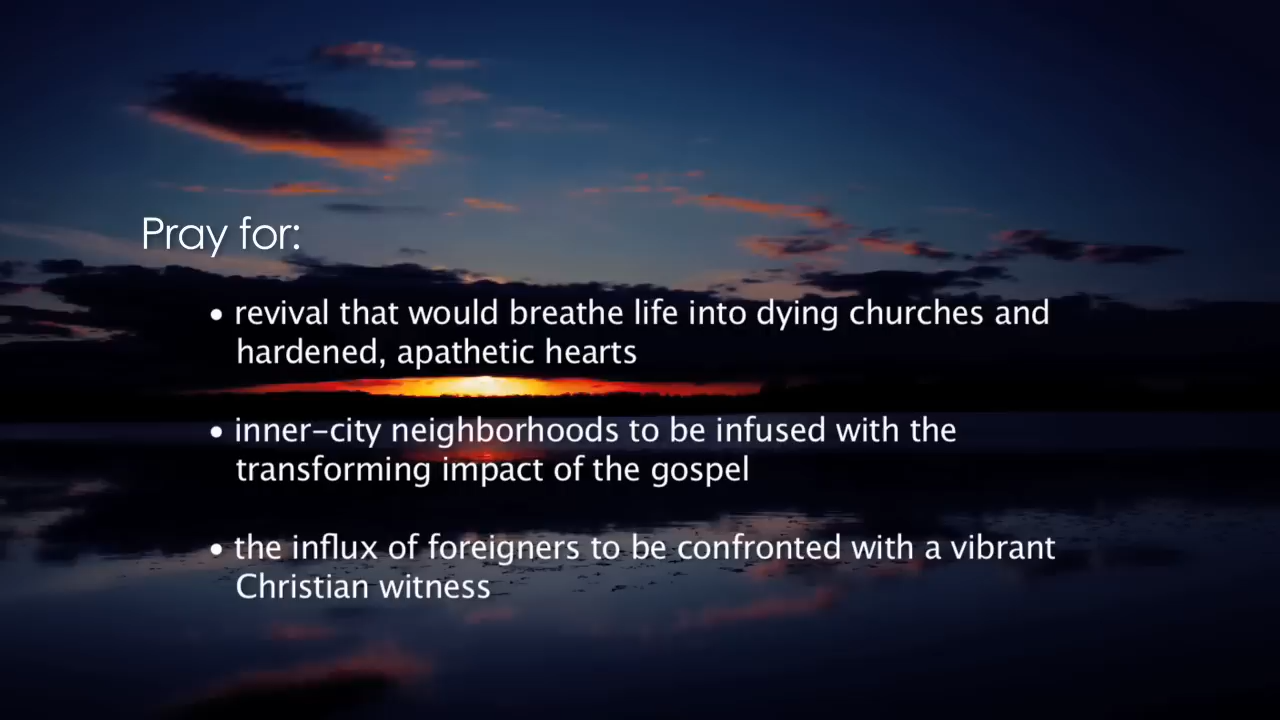 Pray for:
• revival that would breathe life into dying churches and
hardened, apathetic hearts
• inner-city neighborhoods to be infused with the
transforming impact of the gospel
• the influx of foreigners to be confronted with a vibrant
Christian witness